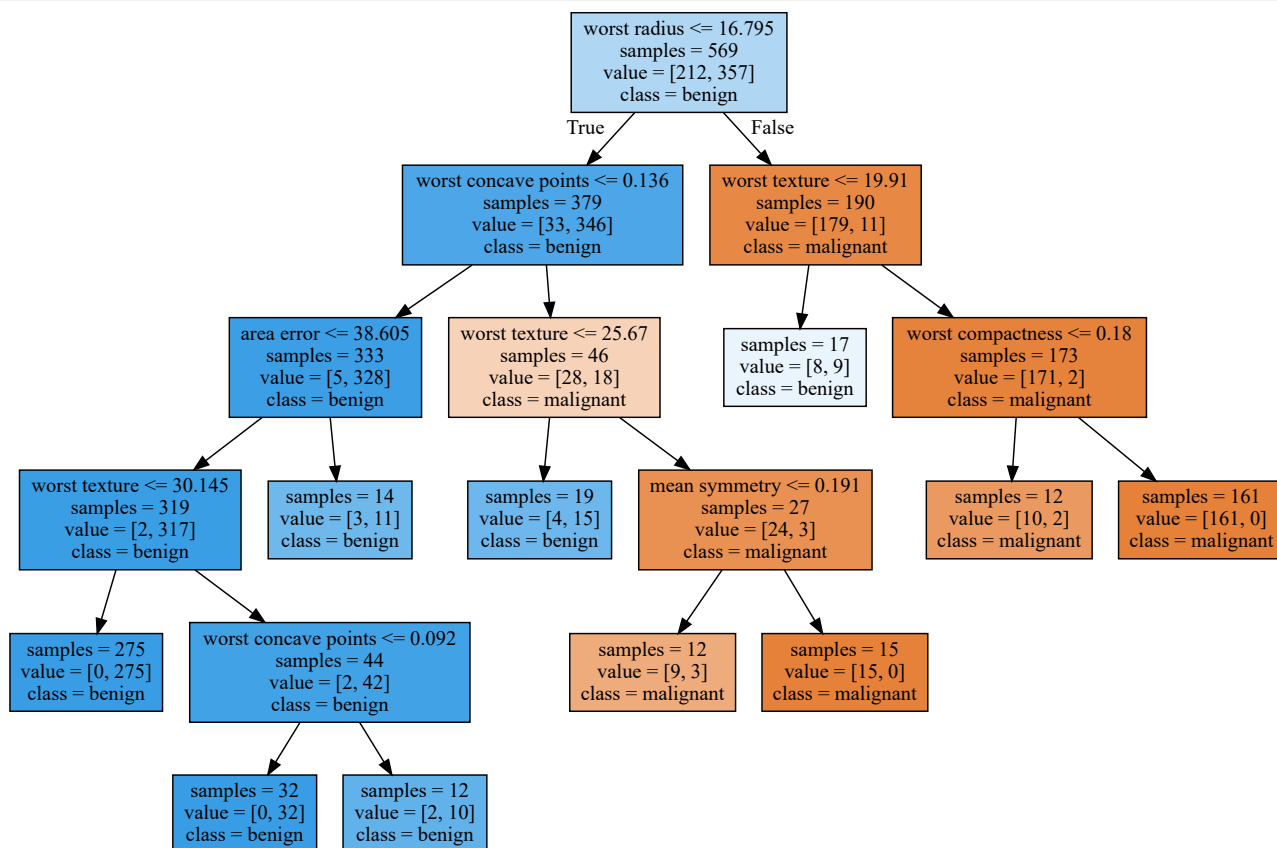 worst radius <= 16.795
samples = 569
value = [212, 357]
class = benign
True
False
worst concave points <= 0.136
samples = 379
value = [33, 346]
class = benign
worst texture <= 19.91
samples = 190
value = [179, 11]
class = malignant
area error <= 38.605
samples = 333
value = [5, 328]
class = benign
worst texture <= 25.67
samples = 46
value = [28, 18]
class = malignant
samples = 17
value = [8, 9]
class = benign
worst compactness <= 0.18
samples = 173
value = [171, 2]
class = malignant
worst texture <= 30.145
samples = 319
value = [2, 317]
class = benign
samples = 14
value = [3, 11]
class = benign
samples = 19
value = [4, 15]
class = benign
mean symmetry <= 0.191
samples = 27
value = [24, 3]
class = malignant
samples = 12
value = [10, 2]
class = malignant
samples = 161
value = [161, 0]
class = malignant
samples = 275
value = [0, 275]
class = benign
worst concave points <= 0.092
samples = 44
value = [2, 42]
class = benign
samples = 12
value = [9, 3]
class = malignant
samples = 15
value = [15, 0]
class = malignant
samples = 32
value = [0, 32]
class = benign
samples = 12
value = [2, 10]
class = benign